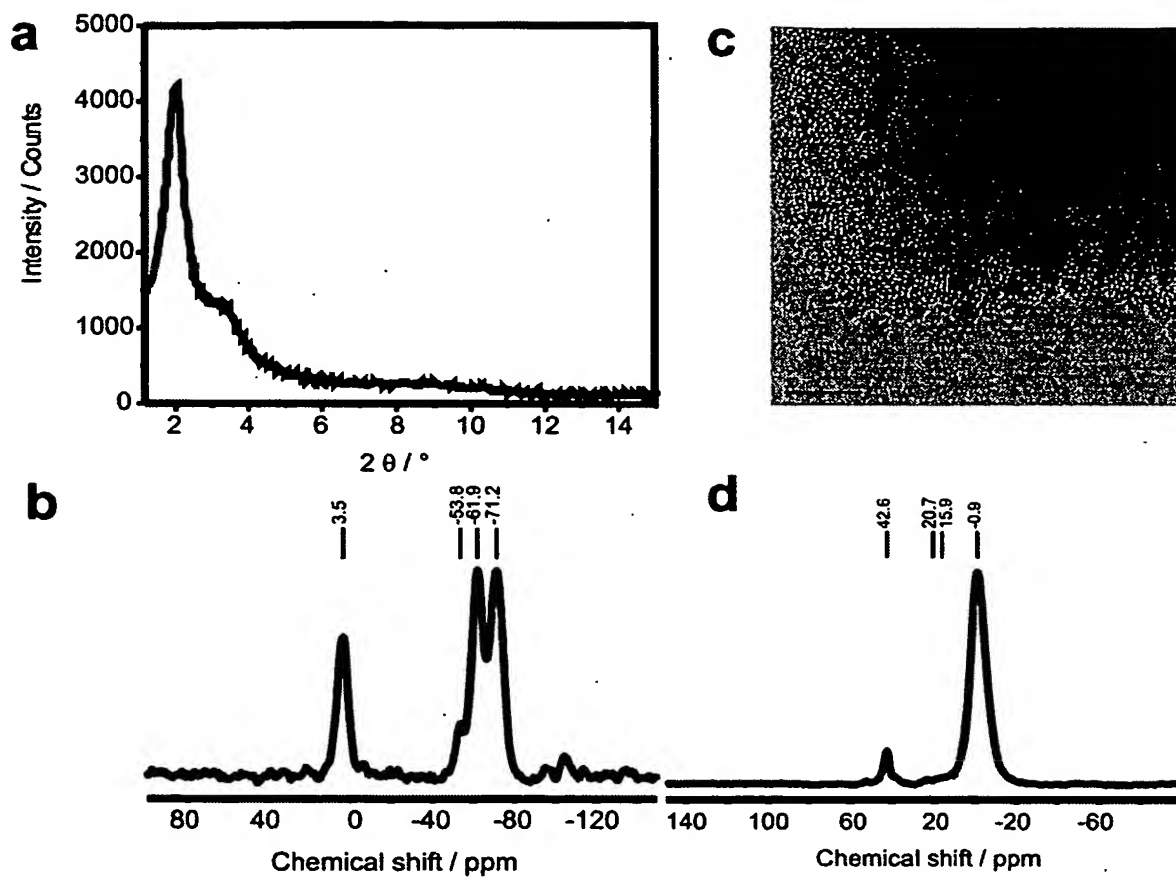 a
5000
4000
3000
2000
1000
0
Intensity / Counts
2 4 6 8 10 12 14
2 θ / °
c
b
3.5
-53.8
-61.9
-71.2
80 40 0 -40 -80 -120
Chemical shift / ppm
d
42.6
20.7
15.9
-0.9
140 100 60 20 -20 -60
Chemical shift / ppm